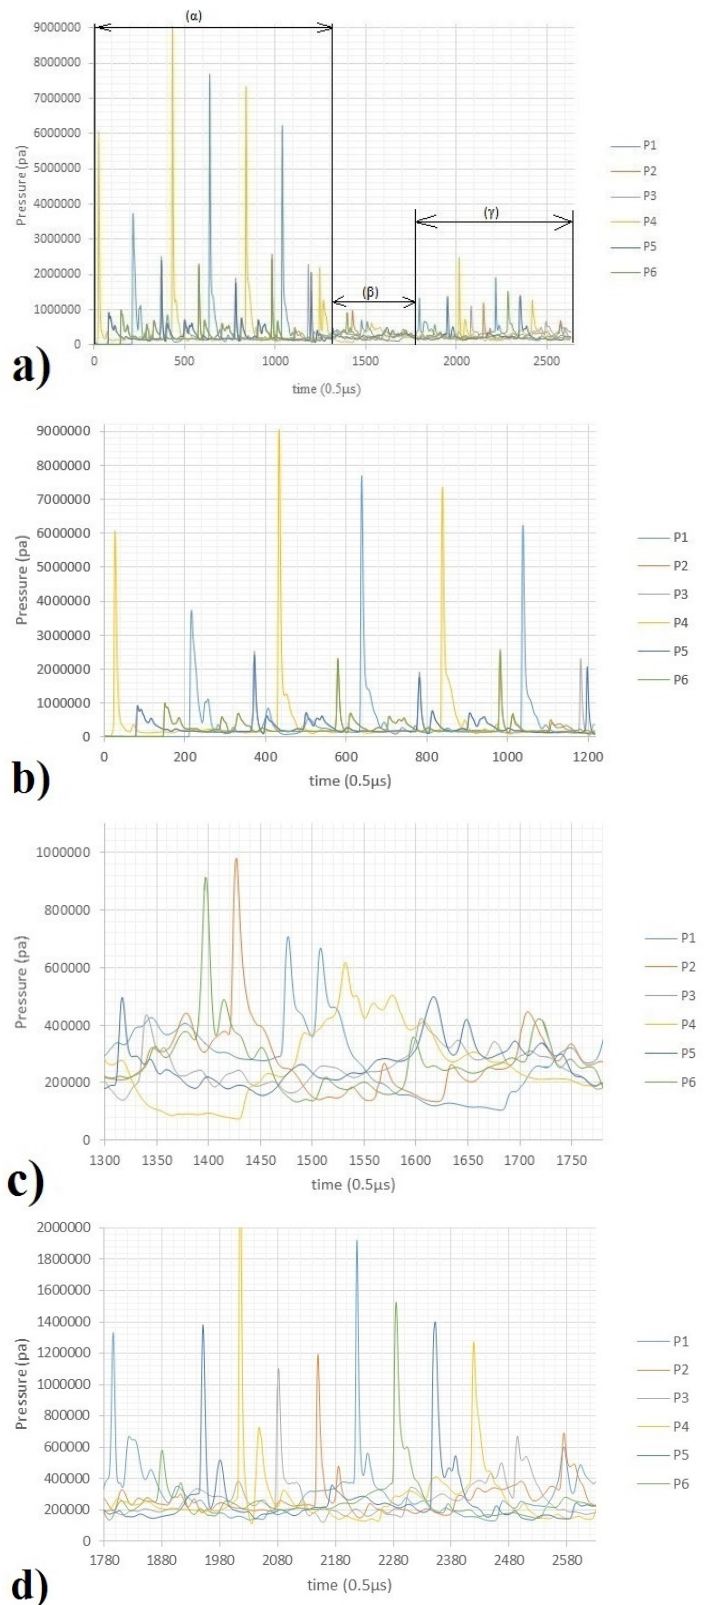 (α)
9000000
8000000
7000000
6000000
5000000
4000000
3000000
2000000
1000000
0
Pressure (pa)
(γ)
(β)
P1
P2
P3
P4
P5
P6
0 500 1000 1500 2000 2500
time (0.5μs)
a)
9000000
8000000
7000000
6000000
5000000
4000000
3000000
2000000
1000000
0
Pressure (pa)
P1
P2
P3
P4
P5
P6
0 200 400 600 800 1000 1200
time (0.5μs)
b)
1000000
800000
600000
400000
200000
0
Pressure (pa)
P1
P2
P3
P4
P5
P6
1300 1350 1400 1450 1500 1550 1600 1650 1700 1750
time (0.5μs)
c)
2000000
1800000
1600000
1400000
1200000
1000000
800000
600000
400000
200000
0
Pressure (pa)
P1
P2
P3
P4
P5
P6
1780 1880 1980 2080 2180 2280 2380 2480 2580
time (0.5μs)
d)